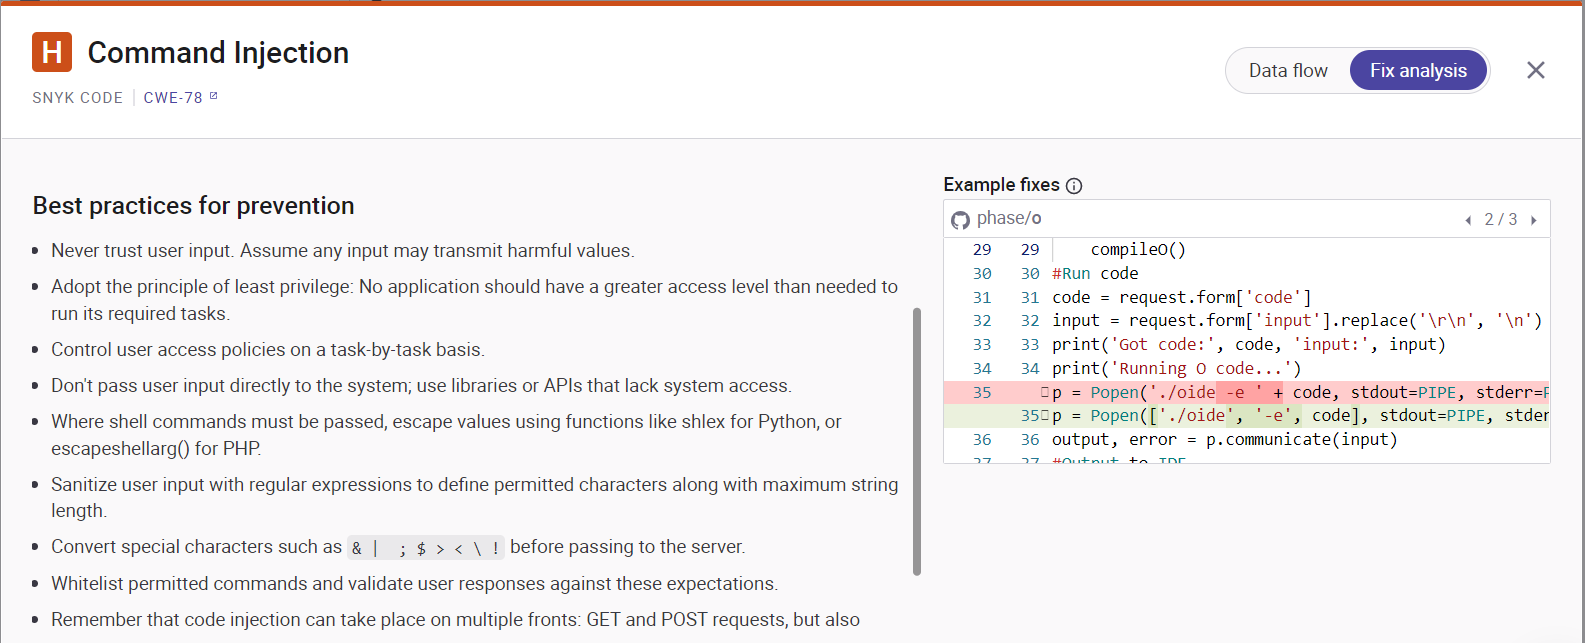 H Command Injection
SNYK CODE | CWE-78
Data flow
Fix analysis
Best practices for prevention
• Never trust user input. Assume any input may transmit harmful values.
• Adopt the principle of least privilege: No application should have a greater access level than needed to
run its required tasks.
• Control user access policies on a task-by-task basis.
• Don't pass user input directly to the system; use libraries or APIs that lack system access.
• Where shell commands must be passed, escape values using functions like shlex for Python, or
escapeshellarg() for PHP.
• Sanitize user input with regular expressions to define permitted characters along with maximum string
length.
• Convert special characters such as & | ; $ > < \ ! before passing to the server.
• Whitelist permitted commands and validate user responses against these expectations.
• Remember that code injection can take place on multiple fronts: GET and POST requests, but also
Example fixes
phase/o
2 / 3
29 29 compileO()
30 30 #Run code
31 31 code = request.form['code']
32 32 input = request.form['input'].replace('\r\n', '\n')
33 33 print('Got code:', code, 'input:', input)
34 34 print('Running O code...')
35 p = Popen('./oide -e ' + code, stdout=PIPE, stderr=
35 p = Popen(['./oide', '-e', code], stdout=PIPE, stder
36 36 output, error = p.communicate(input)
37 37 #Output to IDE